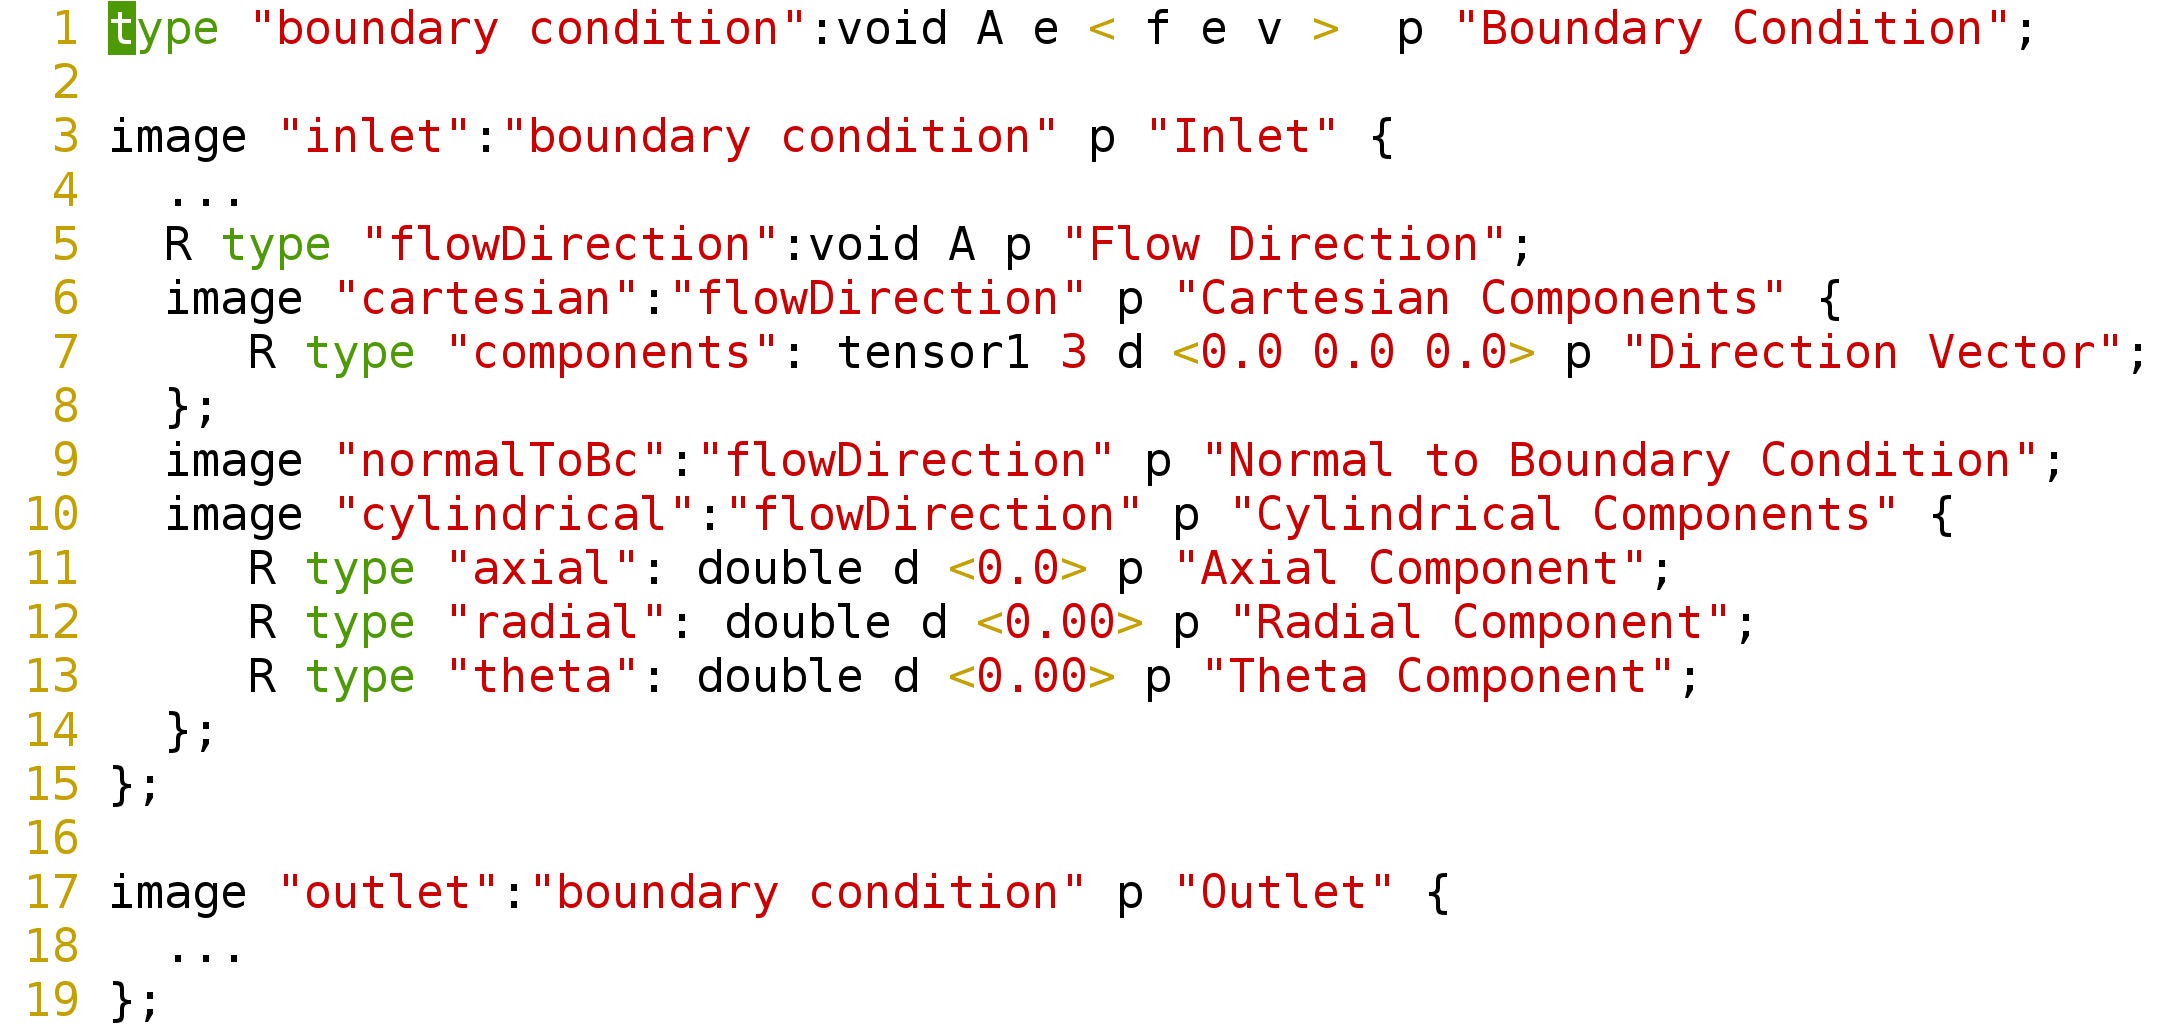 1 type "boundary condition":void A e < f e v >  p "Boundary Condition";
2
3 image "inlet":"boundary condition" p "Inlet" {
4   ...
5   R type "flowDirection":void A p "Flow Direction";
6   image "cartesian":"flowDirection" p "Cartesian Components" {
7      R type "components": tensor1 3 d <0.0 0.0 0.0> p "Direction Vector";
8   };
9   image "normalToBc":"flowDirection" p "Normal to Boundary Condition";
10   image "cylindrical":"flowDirection" p "Cylindrical Components" {
11      R type "axial": double d <0.0> p "Axial Component";
12      R type "radial": double d <0.00> p "Radial Component";
13      R type "theta": double d <0.00> p "Theta Component";
14   };
15 };
16
17 image "outlet":"boundary condition" p "Outlet" {
18   ...
19 };